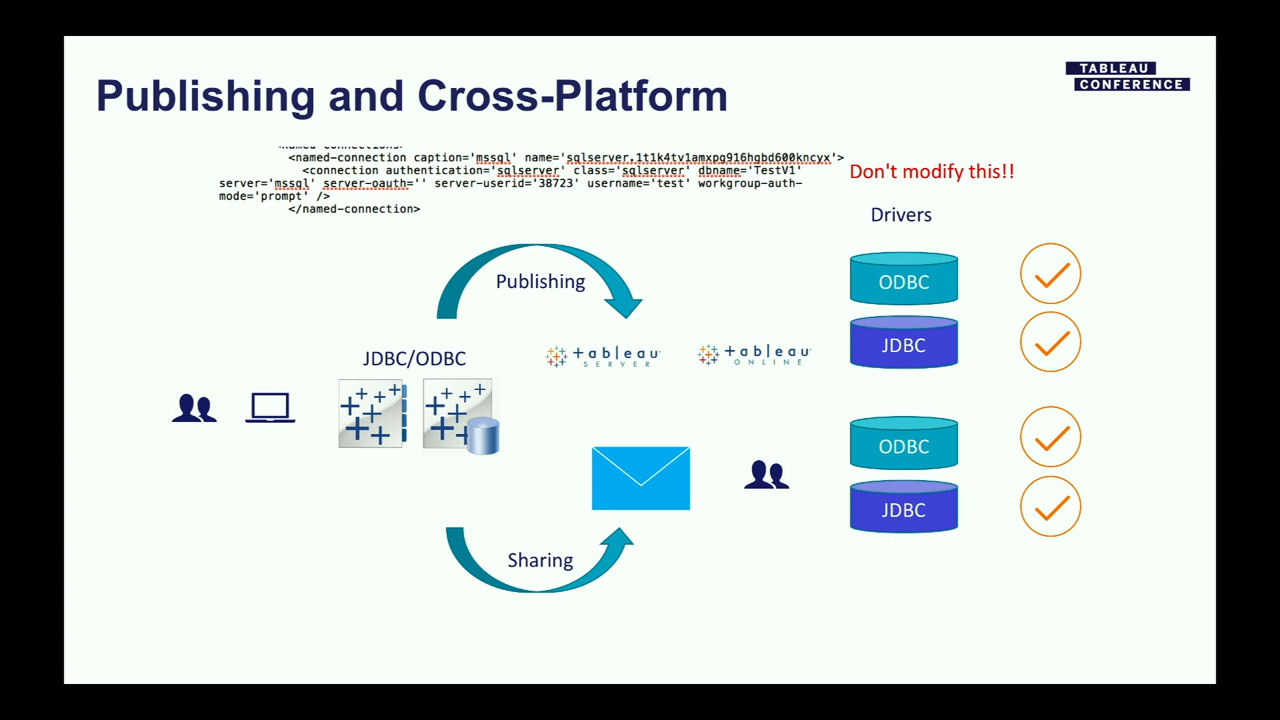 Publishing and Cross-Platform
TABLEAU
CONFERENCE
<named-connections>
<named-connection caption='mssql' name='sqlserver.1t1k4tv1amxpg916hgbd600kncyx'>
<connection authentication='sqlserver' class='sqlserver' dbname='TestV1'
server='mssql' server-oauth='' server-userid='38723' username='test' workgroup-auth-
mode='prompt' />
</named-connection>
Don't modify this!!
Drivers
Publishing
ODBC
JDBC
JDBC/ODBC
tableau
SERVER
tableau
ONLINE
ODBC
JDBC
Sharing